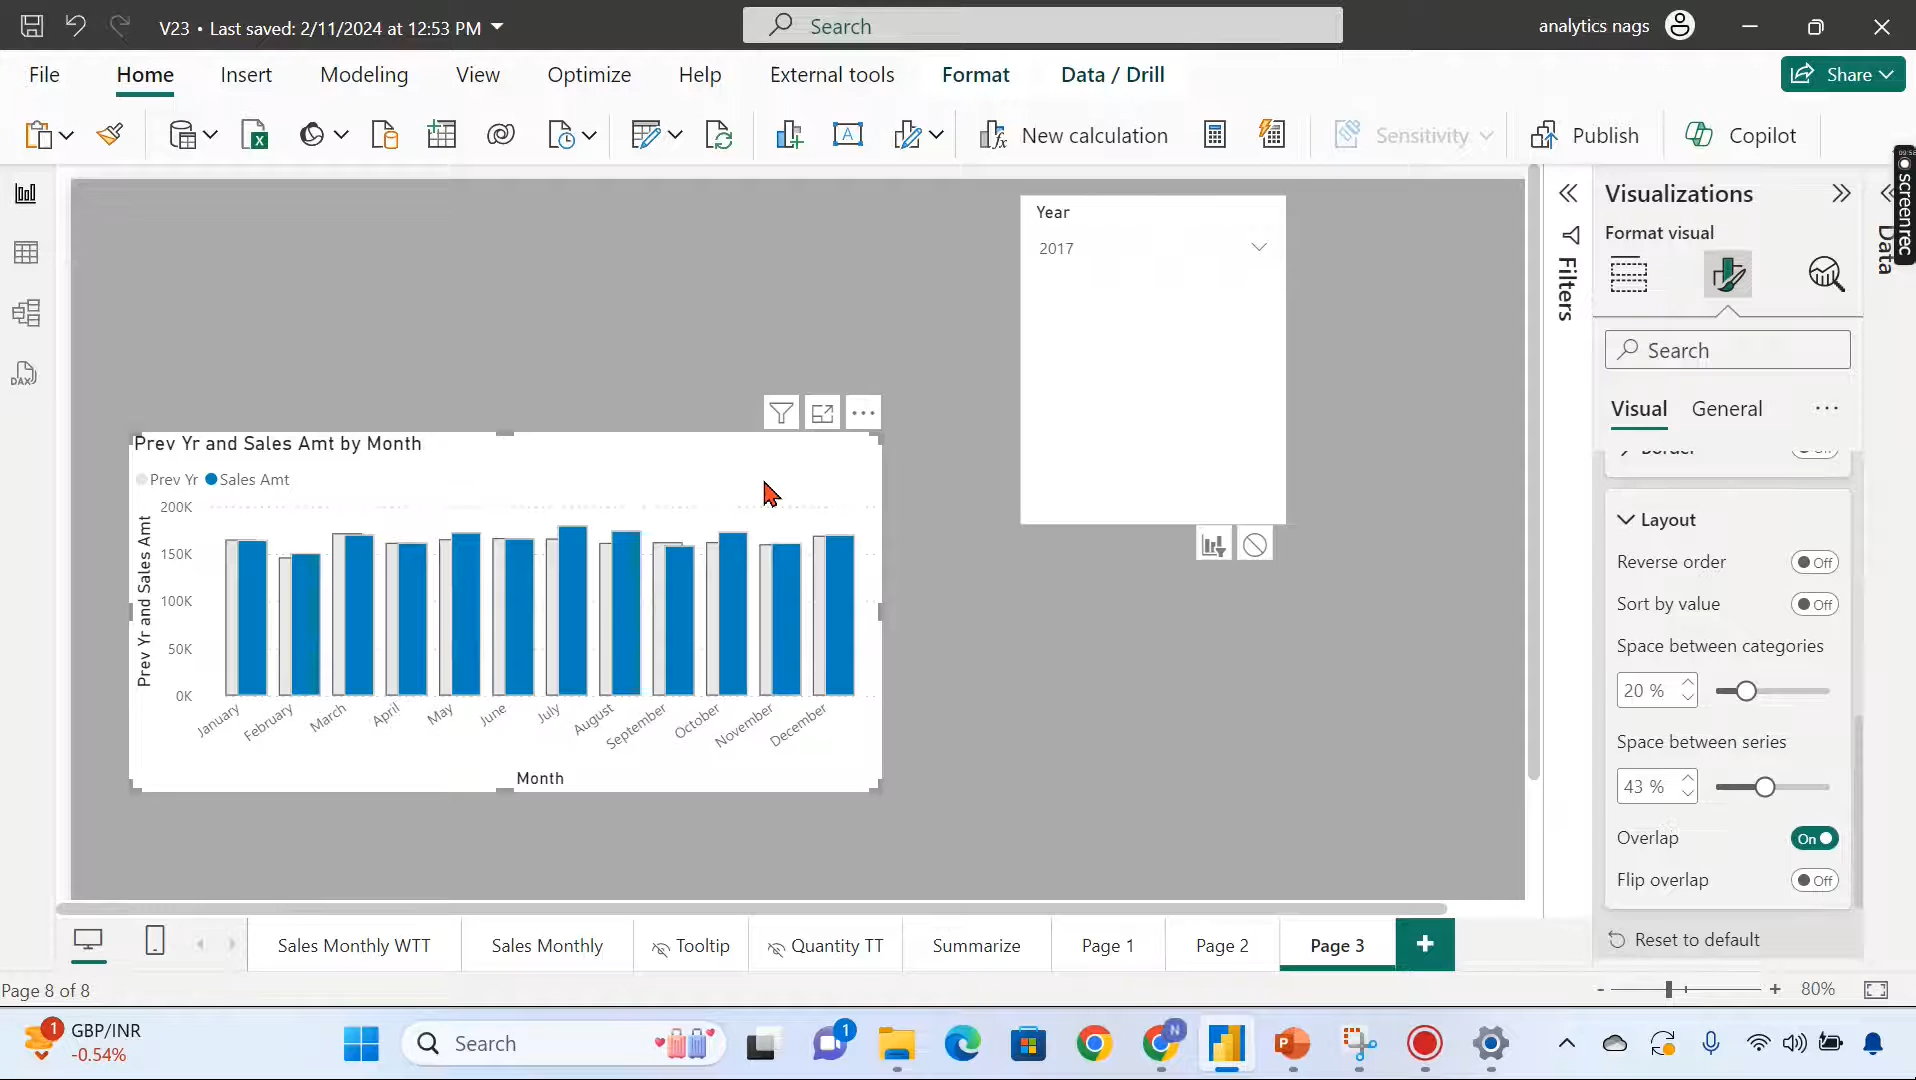 V23 • Last saved: 2/11/2024 at 12:53 PM
Search
analytics nags
File
Home
Insert
Modeling
View
Optimize
Help
External tools
Format
Data / Drill
Share
New calculation
Sensitivity
Publish
Copilot
screenrec
DAX
Year
2017
Prev Yr and Sales Amt by Month
Prev Yr
Sales Amt
Prev Yr and Sales Amt
200K
150K
100K
50K
0K
January
February
March
April
May
June
July
August
September
October
November
December
Month
Filters
Visualizations
Data
Format visual
Search
Visual
General
Border
Off
Layout
Reverse order
Off
Sort by value
Off
Space between categories
20 %
Space between series
43 %
Overlap
On
Flip overlap
Off
Reset to default
Sales Monthly WTT
Sales Monthly
Tooltip
Quantity TT
Summarize
Page 1
Page 2
Page 3
Page 8 of 8
80%
1
GBP/INR
-0.54%
Search
1
N
P